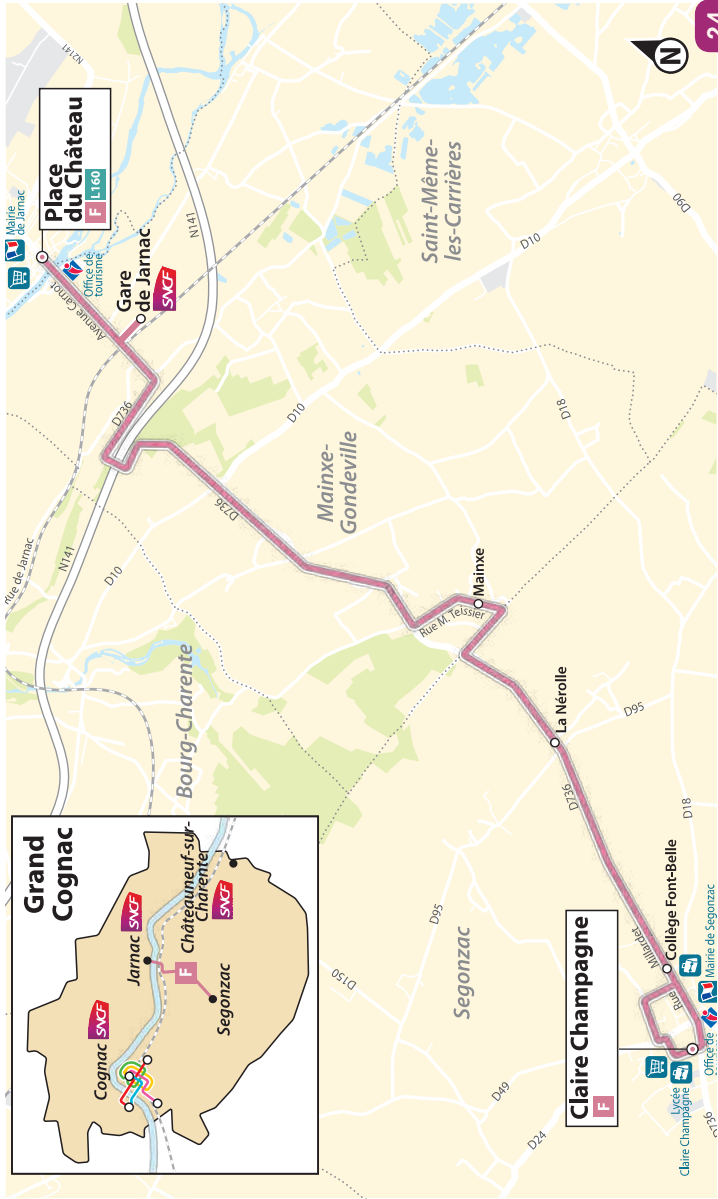 24
N2141
Place
du Château
F L160
Mairie
de Jarnac
Office de
tourisme
Avenue Carnot
Gare
de Jarnac
SNCF
N141
N
Saint-Même-
les-Carrières
D10
D90
D736
D10
D18
Mainxe-
Gondeville
D736
Rue de Jarnac
N141
D10
Bourg-Charente
Rue M. Teissier
Mainxe
La Nérolle
D95
D736
D18
Grand
Cognac
Cognac
SNCF
Jarnac
SNCF
Châteauneuf-sur-
Charente
SNCF
F
Segonzac
D150
D95
Segonzac
D49
D24
Claire Champagne
F
Collège Font-Belle
Rue Millardet
Mairie de Segonzac
Office de
Lycée
Claire Champagne
D736